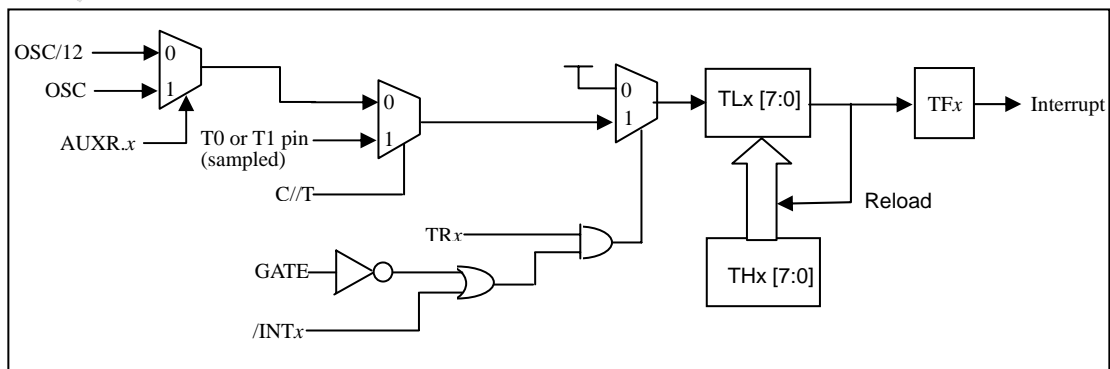 OSC/12
OSC
0
1
AUXR.x
0
1
T0 or T1 pin
(sampled)
C//T
0
1
TLx [7:0]
TFx
Interrupt
Reload
THx [7:0]
TRx
GATE
/INTx